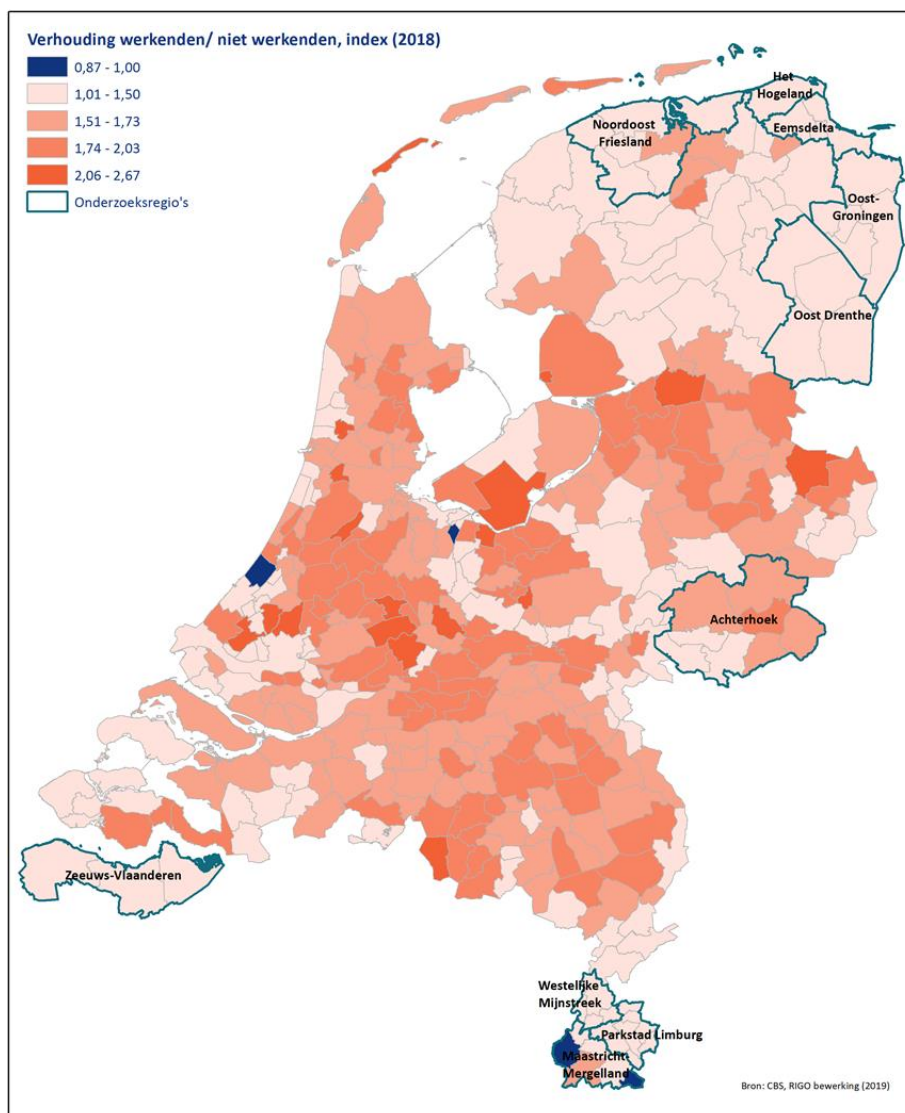 Verhouding werkenden/ niet werkenden, index (2018)
0,87 - 1,00
1,01 - 1,50
1,51 - 1,73
1,74 - 2,03
2,06 - 2,67
Onderzoeksregio's
Het
Hogeland
Noordoost
Friesland
Eemsdelta
Oost-
Groningen
Oost Drenthe
Achterhoek
Zeeuws-Vlaanderen
Westelijke
Mijnstreek
Parkstad Limburg
Maastricht-
Mergelland
Bron: CBS, RIGO bewerking (2019)